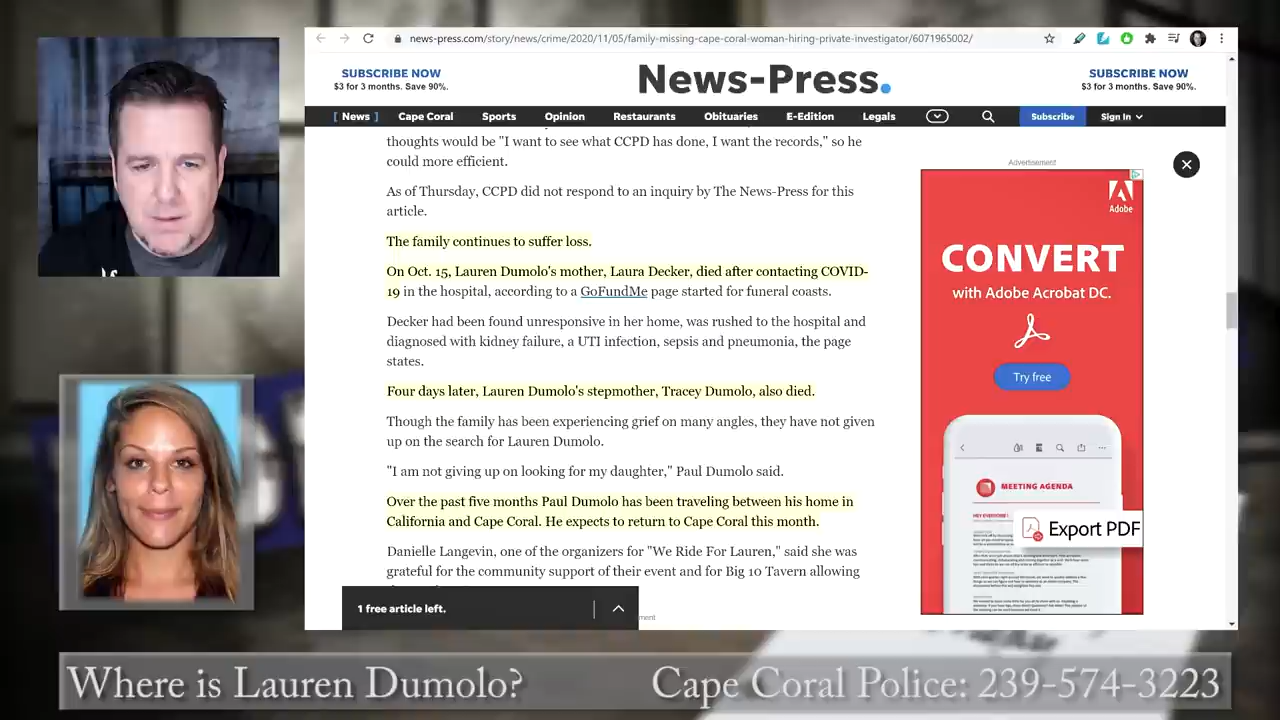 news-press.com/story/news/crime/2020/11/05/family-missing-cape-coral-woman-hiring-private-investigator/6071965002/
SUBSCRIBE NOW
$3 for 3 months. Save 90%.
News-Press.
SUBSCRIBE NOW
$3 for 3 months. Save 90%.
[ News ] Cape Coral Sports Opinion Restaurants Obituaries E-Edition Legals Subscribe Sign In
thoughts would be "I want to see what CCPD has done, I want the records," so he
could more efficient.
As of Thursday, CCPD did not respond to an inquiry by The News-Press for this
article.
The family continues to suffer loss.
On Oct. 15, Lauren Dumolo's mother, Laura Decker, died after contacting COVID-
19 in the hospital, according to a GoFundMe page started for funeral coasts.
Decker had been found unresponsive in her home, was rushed to the hospital and
diagnosed with kidney failure, a UTI infection, sepsis and pneumonia, the page
states.
Four days later, Lauren Dumolo's stepmother, Tracey Dumolo, also died.
Though the family has been experiencing grief on many angles, they have not given
up on the search for Lauren Dumolo.
"I am not giving up on looking for my daughter," Paul Dumolo said.
Over the past five months Paul Dumolo has been traveling between his home in
California and Cape Coral. He expects to return to Cape Coral this month.
Danielle Langevin, one of the organizers for "We Ride For Lauren," said she was
grateful for the community support of their event and
allowing
1 free article left.
Advertisement
Adobe
CONVERT
with Adobe Acrobat DC.
Try free
MEETING AGENDA
Export PDF
Where is Lauren Dumolo? Cape Coral Police: 239-574-3223